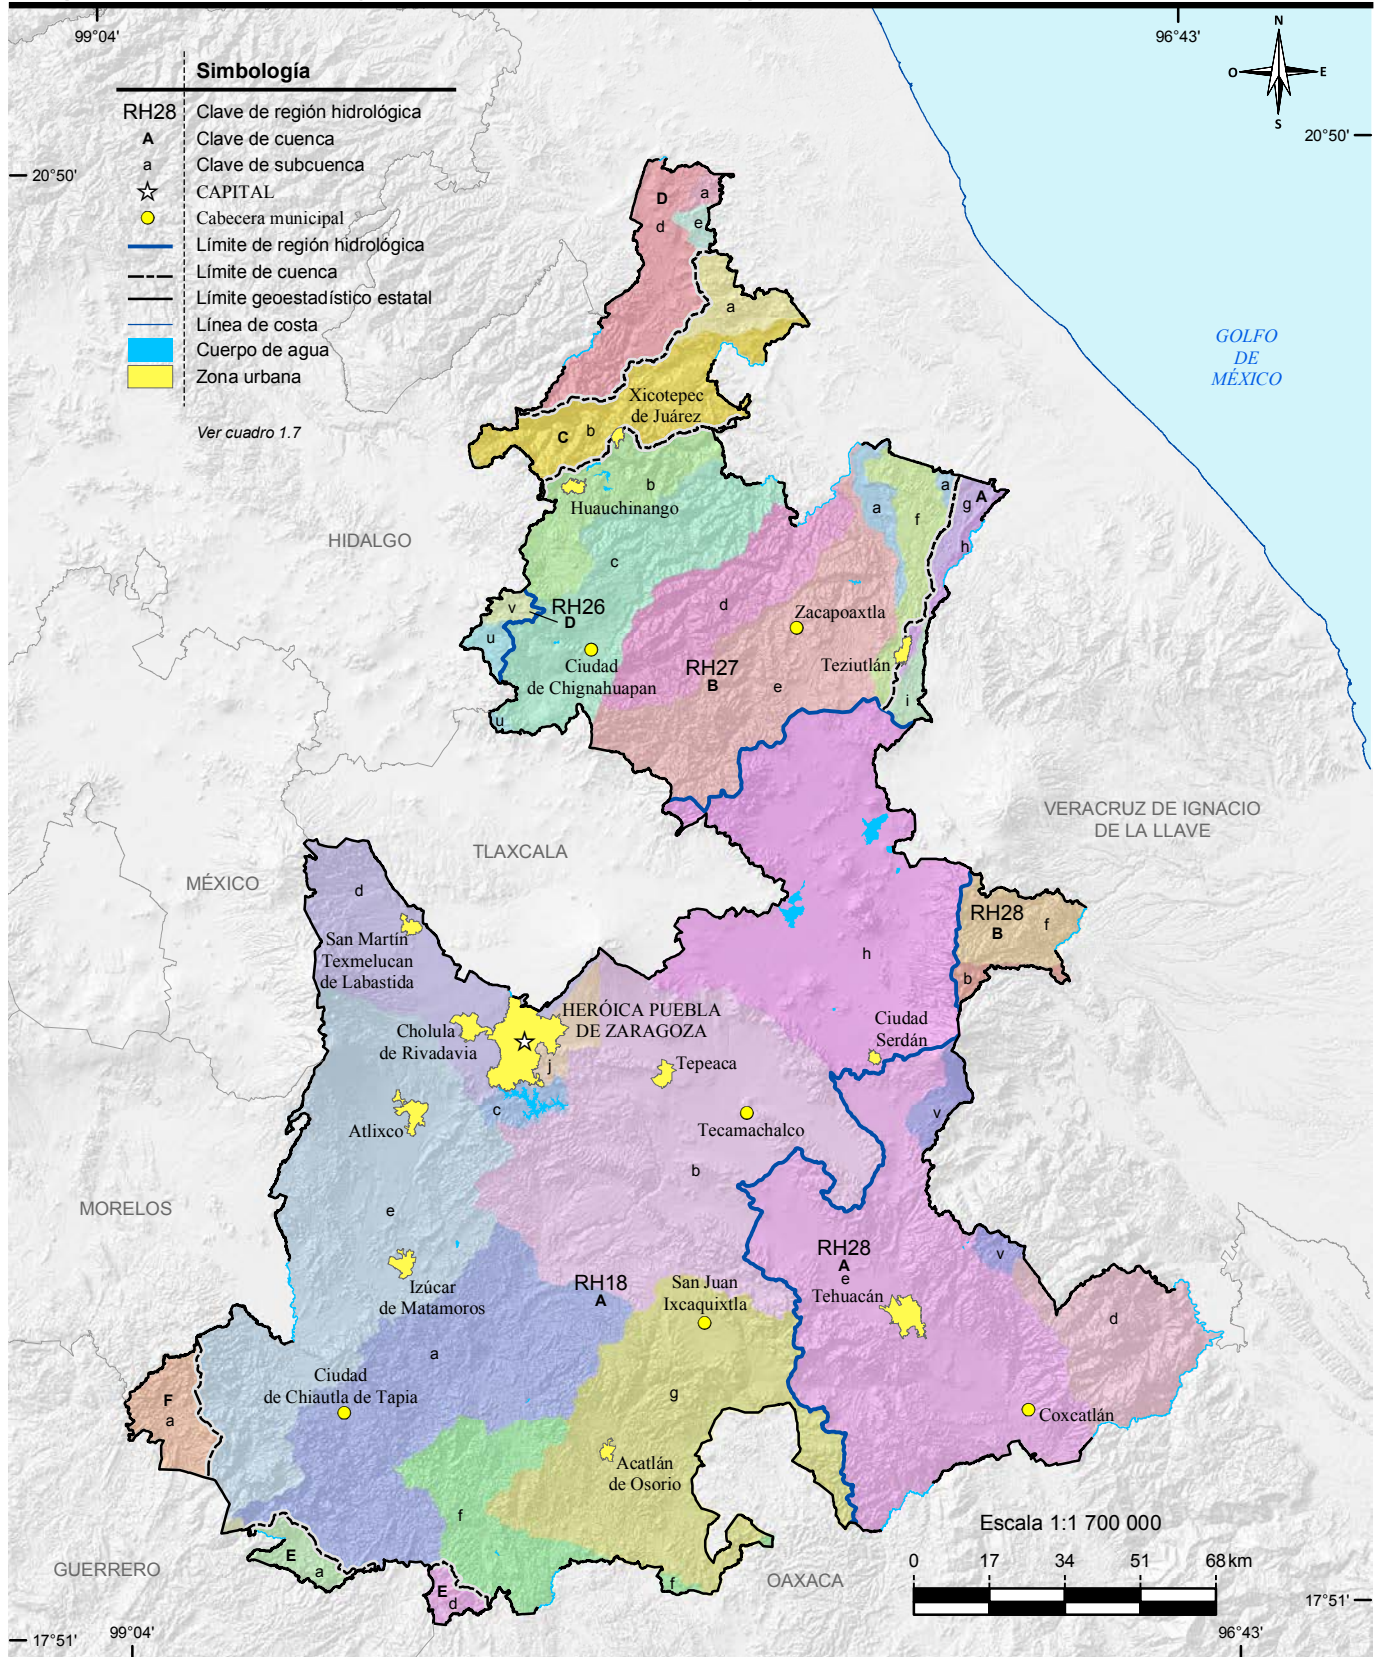 99°04'
96°43'
N
O
E
S
Simbología
RH28 Clave de región hidrológica
A Clave de cuenca
a Clave de subcuenca
CAPITAL
Cabecera municipal
Límite de región hidrológica
Límite de cuenca
Límite geoestadístico estatal
Línea de costa
Cuerpo de agua
Zona urbana
Ver cuadro 1.7
20°50'
20°50'
D
a
d
e
a
GOLFO
DE
MÉXICO
Xicotepec
de Juárez
C
b
b
Huauchinango
a
a
g
A
f
h
HIDALGO
c
v
RH26
D
d
Zacapoaxtla
u
Ciudad
de Chignahuapan
RH27
B
e
Teziutlán
i
u
VERACRUZ DE IGNACIO
DE LA LLAVE
TLAXCALA
MÉXICO
d
San Martín
Texmelucan
de Labastida
RH28
B
f
b
h
HERÓICA PUEBLA
DE ZARAGOZA
Cholula
de Rivadavia
Ciudad
Serdán
j
Tepeaca
c
v
Atlixco
Tecamachalco
b
MORELOS
e
RH28
A
e
v
Izúcar
de Matamoros
RH18
A
San Juan
Ixcaquixtla
Tehuacán
d
a
Ciudad
de Chiautla de Tapia
g
F
a
Coxcatlán
Acatlán
de Osorio
f
Escala 1:1 700 000
E
a
E
d
f
GUERRERO
OAXACA
0 17 34 51 68 km
17°51'
17°51'
99°04'
96°43'